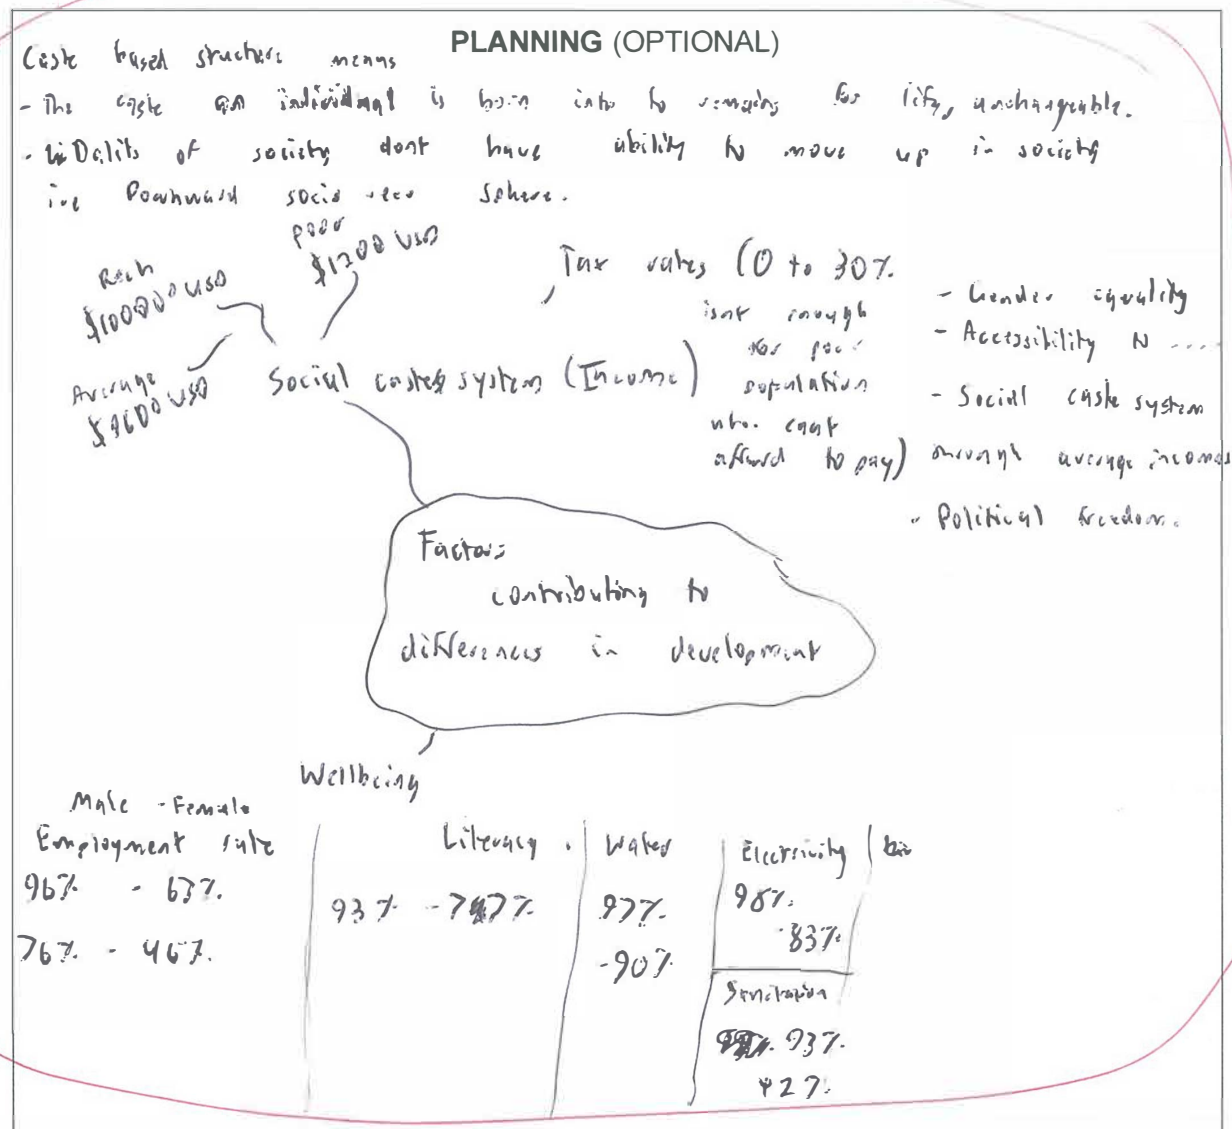 PLANNING (OPTIONAL)
Caste based structure means
- The caste an individual is born into to remains for life, unchangeable.
- Dalits of society dont have ability to move up in society
i.e Downward socio-eco sphere.
Rich
$100000 USD
poor
$1200 USD
Average
$9600 USD
Social caste system (Income)
Tax rates (0 to 30%
isnt enough
for poor
population
who cant
afford to pay)
- Gender equality
- Accessibility to ....
- Social caste system
through average incomes
- Political freedom.
Factors
contributing to
differences in development
Wellbeing
Male - Female
Employment rate
96% - 63%
76% - 46%
Literacy
93% - 77%
Water
97%
-90%
Electricity
98%
-83%
Sanitation
93%
42%